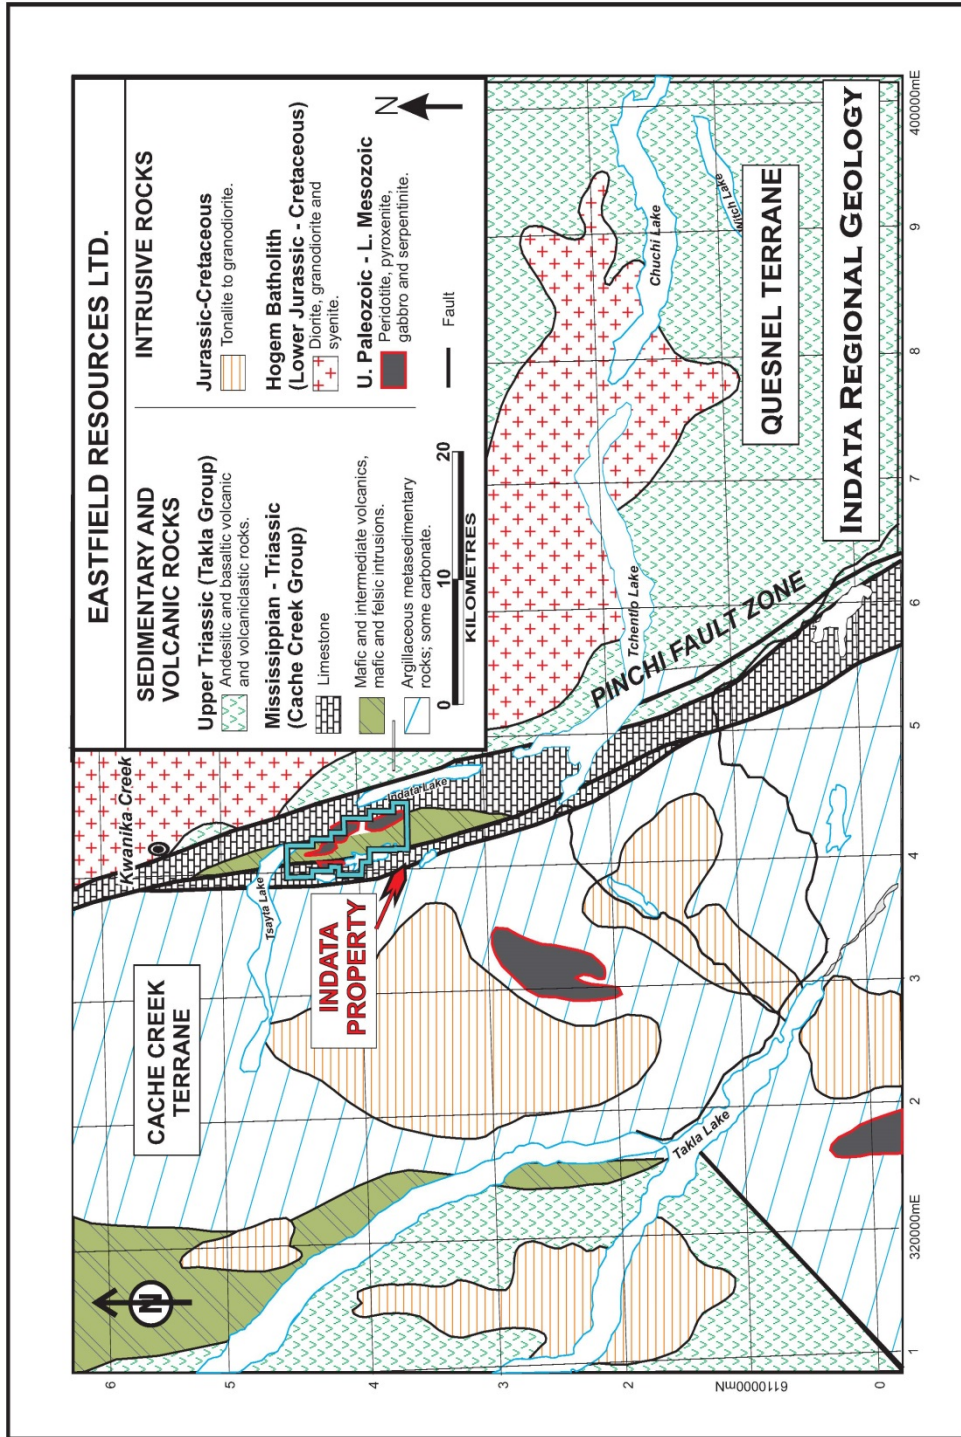 EASTFIELD RESOURCES LTD.
SEDIMENTARY AND
VOLCANIC ROCKS
Upper Triassic (Takla Group)
Andesitic and basaltic volcanic
and volcaniclastic rocks.
Mississippian - Triassic
(Cache Creek Group)
Limestone
Mafic and intermediate volcanics,
mafic and felsic intrusions.
Argillaceous metasedimentary
rocks; some carbonate.
0
10
20
KILOMETRES
INTRUSIVE ROCKS
Jurassic-Cretaceous
Tonalite to granodiorite.
Hogem Batholith
(Lower Jurassic - Cretaceous)
Diorite, granodiorite and
syenite.
U. Paleozoic - L. Mesozoic
Peridotite, pyroxenite,
gabbro and serpentinite.
Fault
N
N
CACHE CREEK
TERRANE
Kwanika Creek
Tsayta Lake
Indata Lake
INDATA
PROPERTY
Takla Lake
Tchentlo Lake
PINCHI FAULT ZONE
Chuchi Lake
Witch Lake
QUESNEL TERRANE
INDATA REGIONAL GEOLOGY
6
5
4
3
2
6110000mN
0
1
320000mE
2
3
4
5
6
7
8
9
400000mE